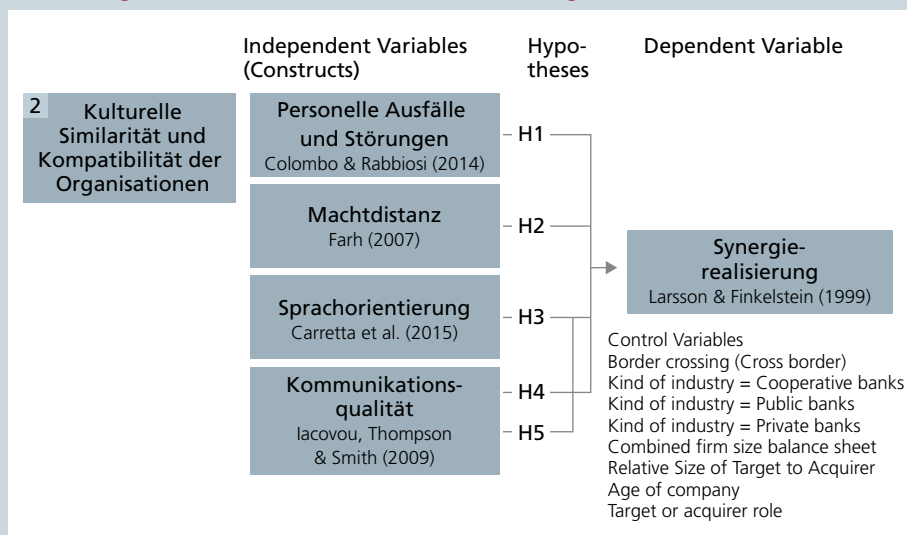 Independent Variables
(Constructs)
Hypo-
theses
Dependent Variable
2
Kulturelle
Similarität und
Kompatibilität der
Organisationen
Personelle Ausfälle
und Störungen
Colombo & Rabbiosi (2014)
H1
Machtdistanz
Farh (2007)
H2
Sprachorientierung
Carretta et al. (2015)
H3
Kommunikations-
qualität
Iacovou, Thompson
& Smith (2009)
H4
H5
Synergie-
realisierung
Larsson & Finkelstein (1999)
Control Variables
Border crossing (Cross border)
Kind of industry = Cooperative banks
Kind of industry = Public banks
Kind of industry = Private banks
Combined firm size balance sheet
Relative Size of Target to Acquirer
Age of company
Target or acquirer role